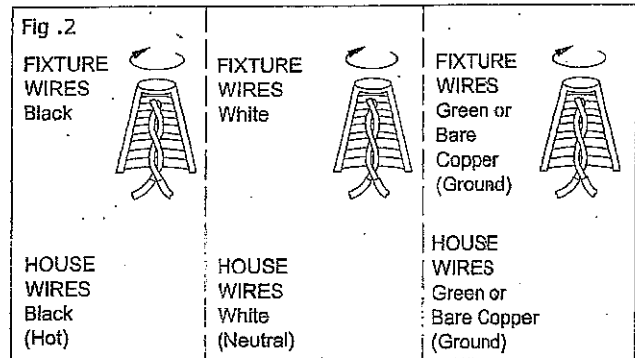 Fig .2
FIXTURE
WIRES
Black
FIXTURE
WIRES
White
FIXTURE
WIRES
Green or
Bare
Copper
(Ground)
HOUSE
WIRES
Black
(Hot)
HOUSE
WIRES
White
(Neutral)
HOUSE
WIRES
Green or
Bare Copper
(Ground)